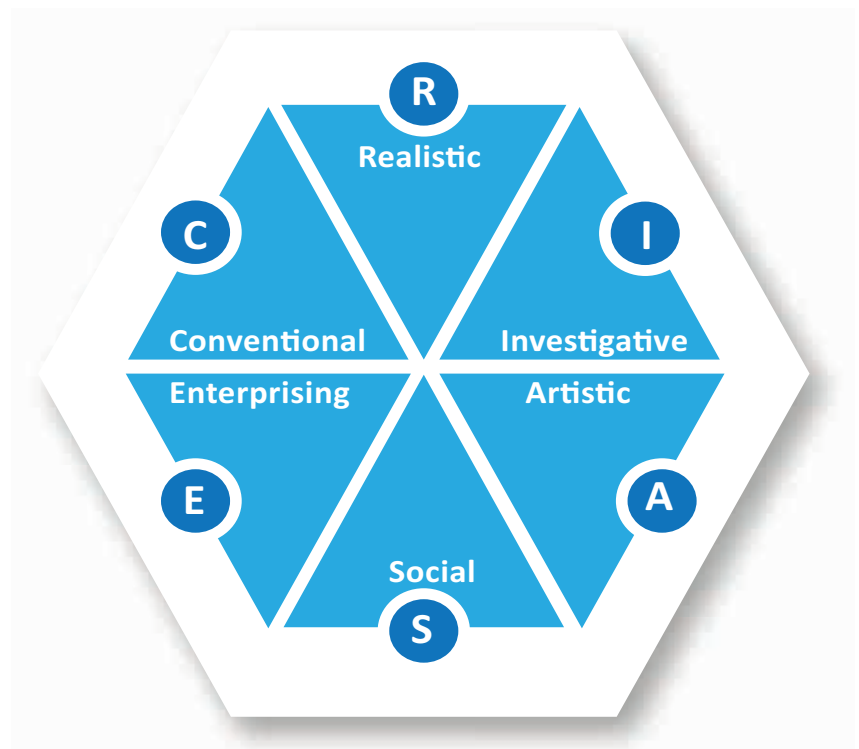 R
Realistic
C
I
Conventional
Investigative
Enterprising
Artistic
E
A
Social
S